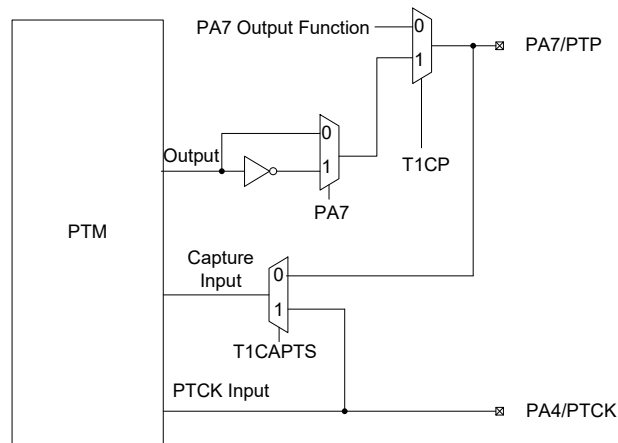 PA7 Output Function
0
1
PA7/PTP
T1CP
Output
0
1
PA7
PTM
Capture
Input
0
1
T1CAPTS
PTCK Input
PA4/PTCK